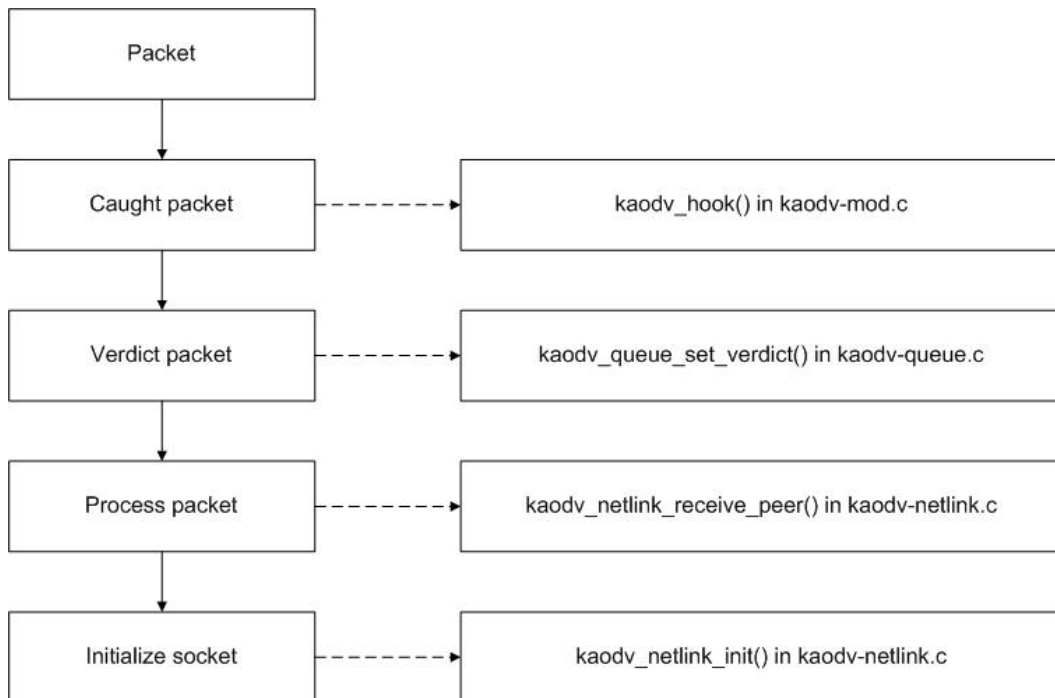 Packet
Caught packet
kaodv_hook() in kaodv-mod.c
Verdict packet
kaodv_queue_set_verdict() in kaodv-queue.c
Process packet
kaodv_netlink_receive_peer() in kaodv-netlink.c
Initialize socket
kaodv_netlink_init() in kaodv-netlink.c